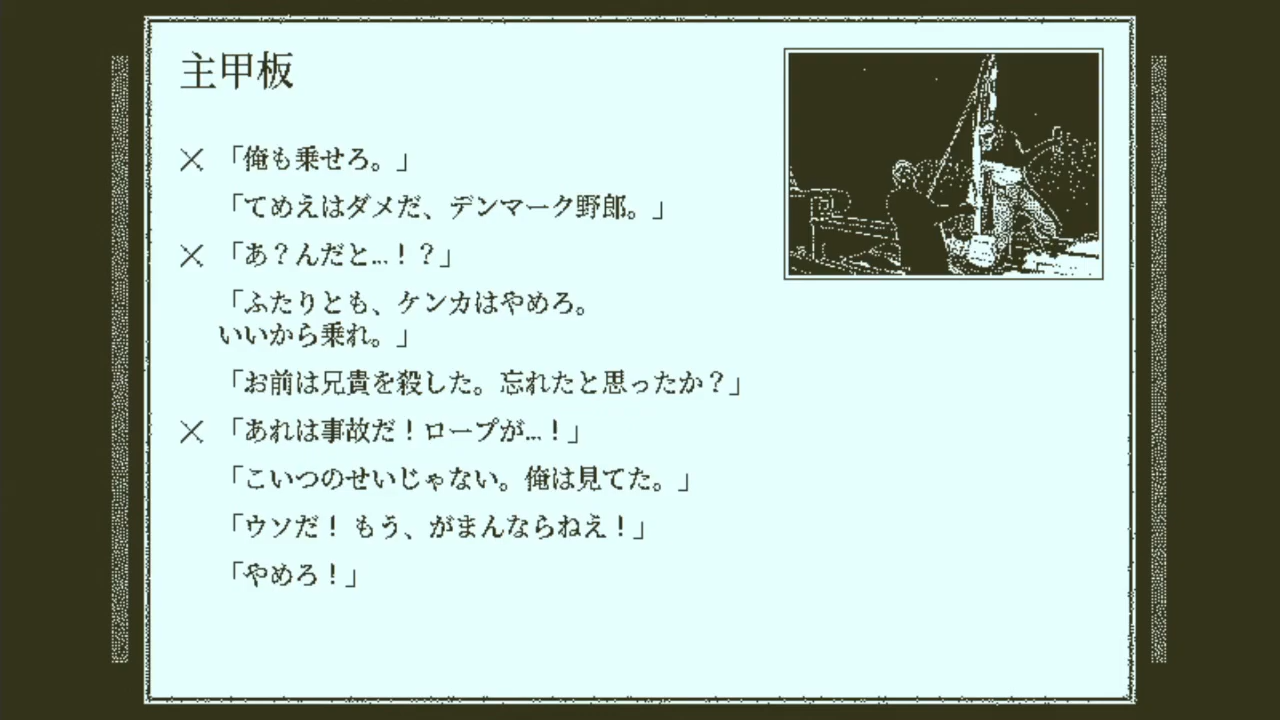 主甲板
×「俺も乗せろ。」
「てめえはダメだ、デンマーク野郎。」
×「あ？んだと…！？」
「ふたりとも、ケンカはやめろ。
いいから乗れ。」
「お前は兄貴を殺した。忘れたと思ったか？」
×「あれは事故だ！ロープが…！」
「こいつのせいじゃない。俺は見てた。」
「ウソだ！ もう、がまんならねえ！」
「やめろ！」